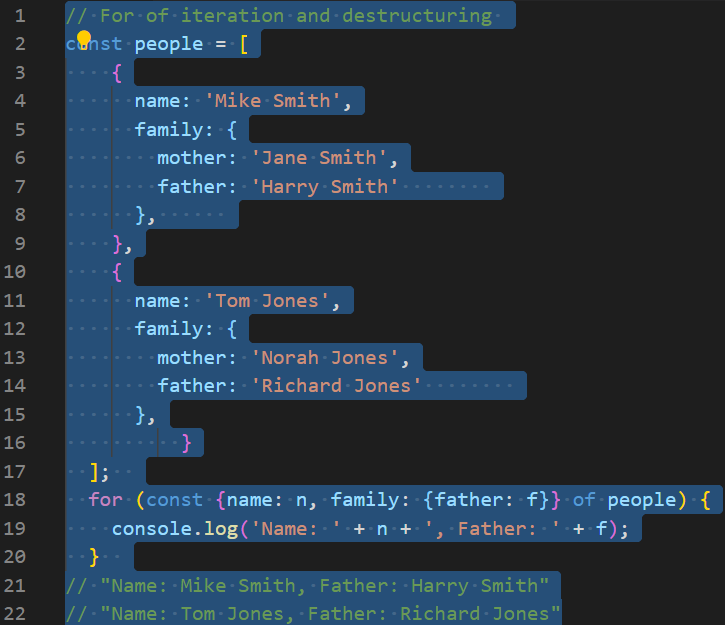 1 // For of iteration and destructuring
2 const people = [
3     {
4       name: 'Mike Smith',
5       family: {
6         mother: 'Jane Smith',
7         father: 'Harry Smith'
8       },
9     },
10     {
11       name: 'Tom Jones',
12       family: {
13         mother: 'Norah Jones',
14         father: 'Richard Jones'
15       },
16           }
17   ];
18   for (const {name: n, family: {father: f}} of people) {
19     console.log('Name: ' + n + ', Father: ' + f);
20   }
21 // "Name: Mike Smith, Father: Harry Smith"
22 // "Name: Tom Jones, Father: Richard Jones"